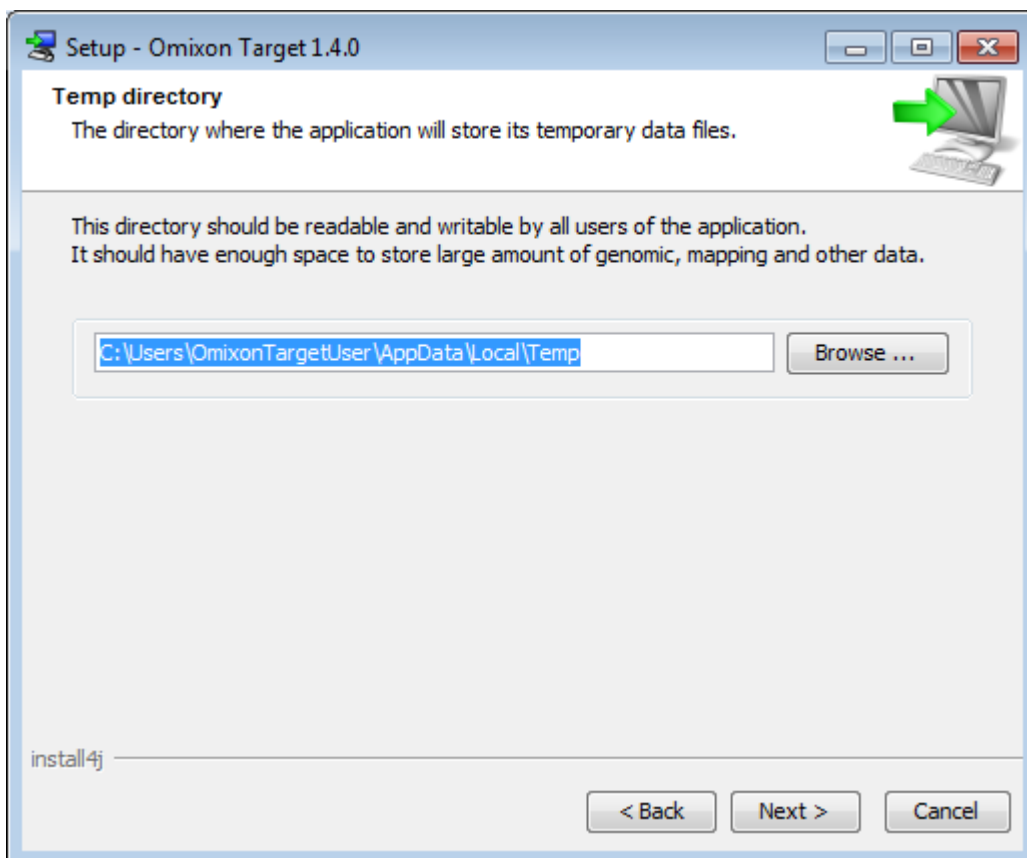 Setup - Omixon Target 1.4.0
Temp directory
The directory where the application will store its temporary data files.
This directory should be readable and writable by all users of the application.
It should have enough space to store large amount of genomic, mapping and other data.
C:\Users\OmixonTargetUser\AppData\Local\Temp
Browse ...
install4j
< Back
Next >
Cancel